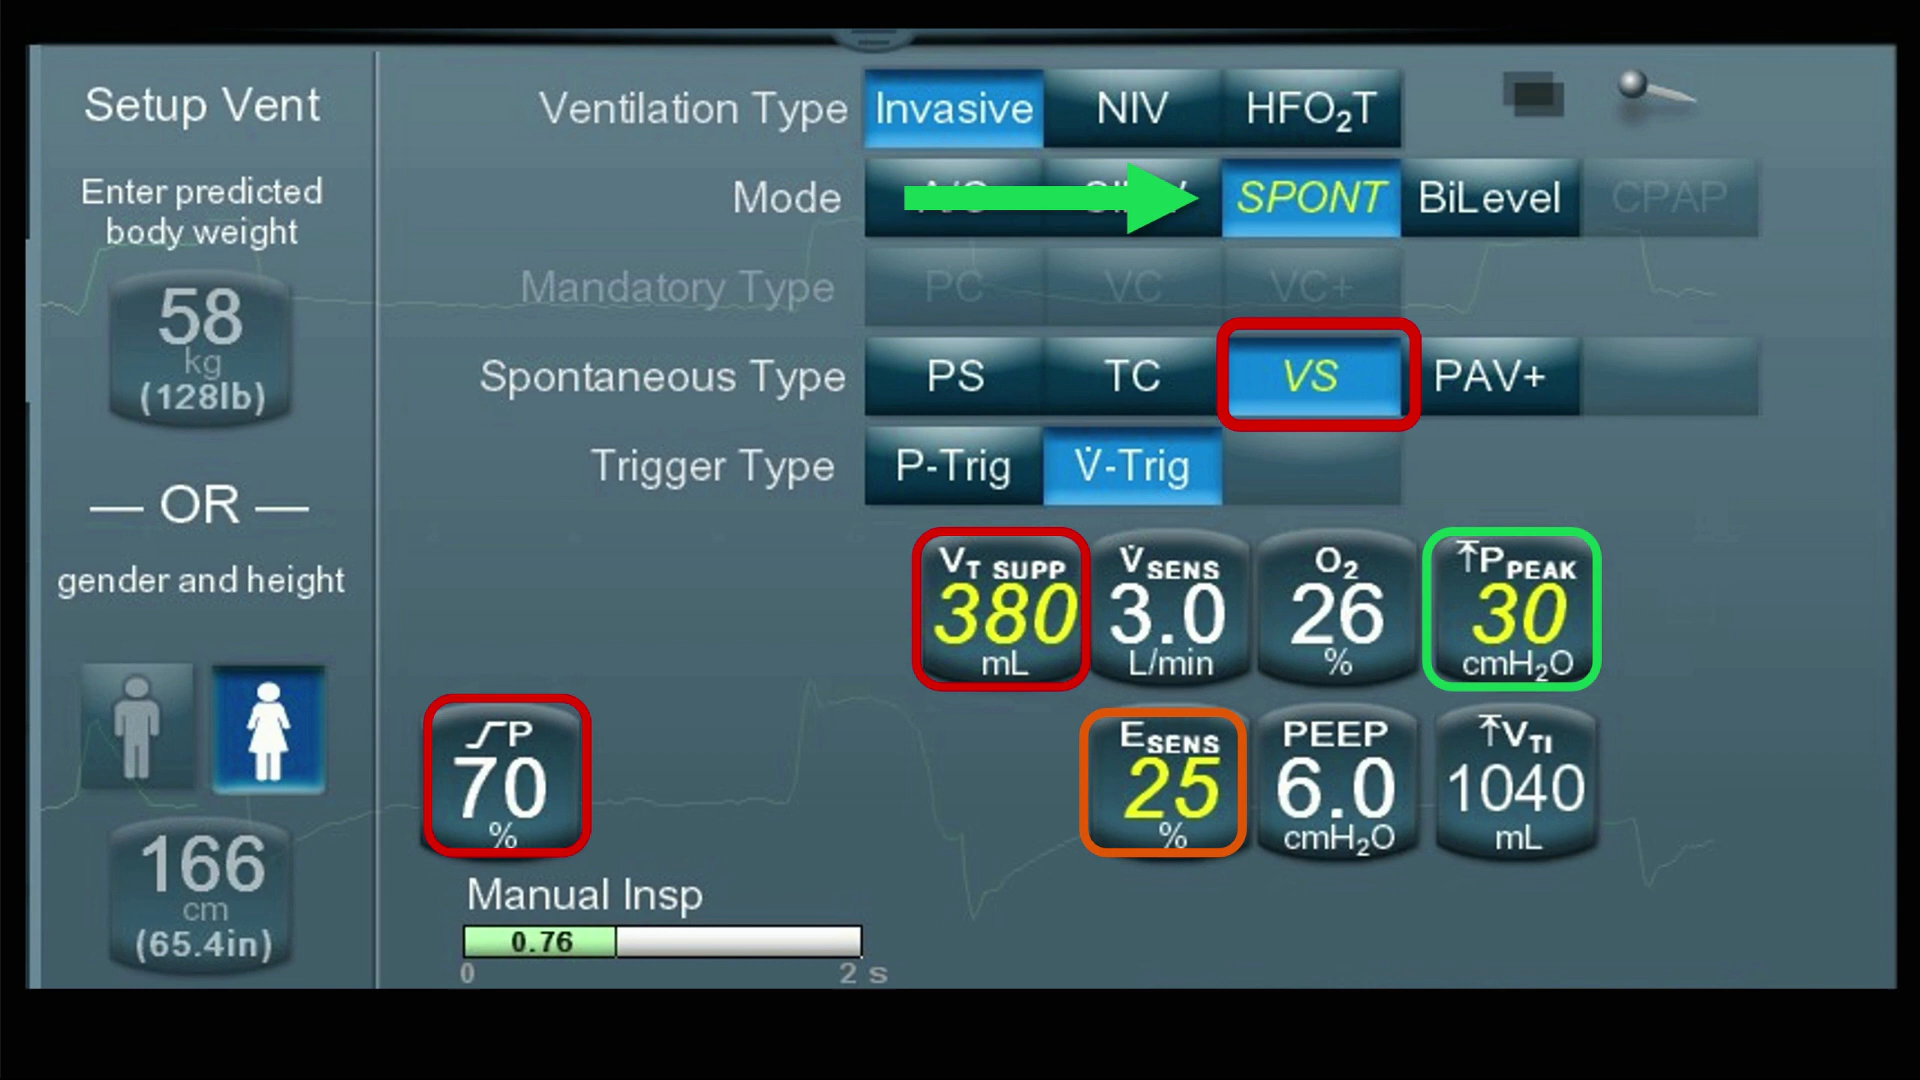 Setup Vent
Enter predicted
body weight
58
kg
(128lb)
— OR —
gender and height
166
cm
(65.4in)
Ventilation Type Invasive NIV HFO₂T
Mode SPONT BiLevel CPAP
Mandatory Type PC VC VC+
Spontaneous Type PS TC VS PAV+
Trigger Type P-Trig V̇-Trig
VT SUPP V̇SENS O₂ ↑PPEAK
380 3.0 26 30
mL L/min % cmH₂O
P ESENS PEEP ↑VTI
70 25 6.0 1040
% % cmH₂O mL
Manual Insp
0.76
0 2 s